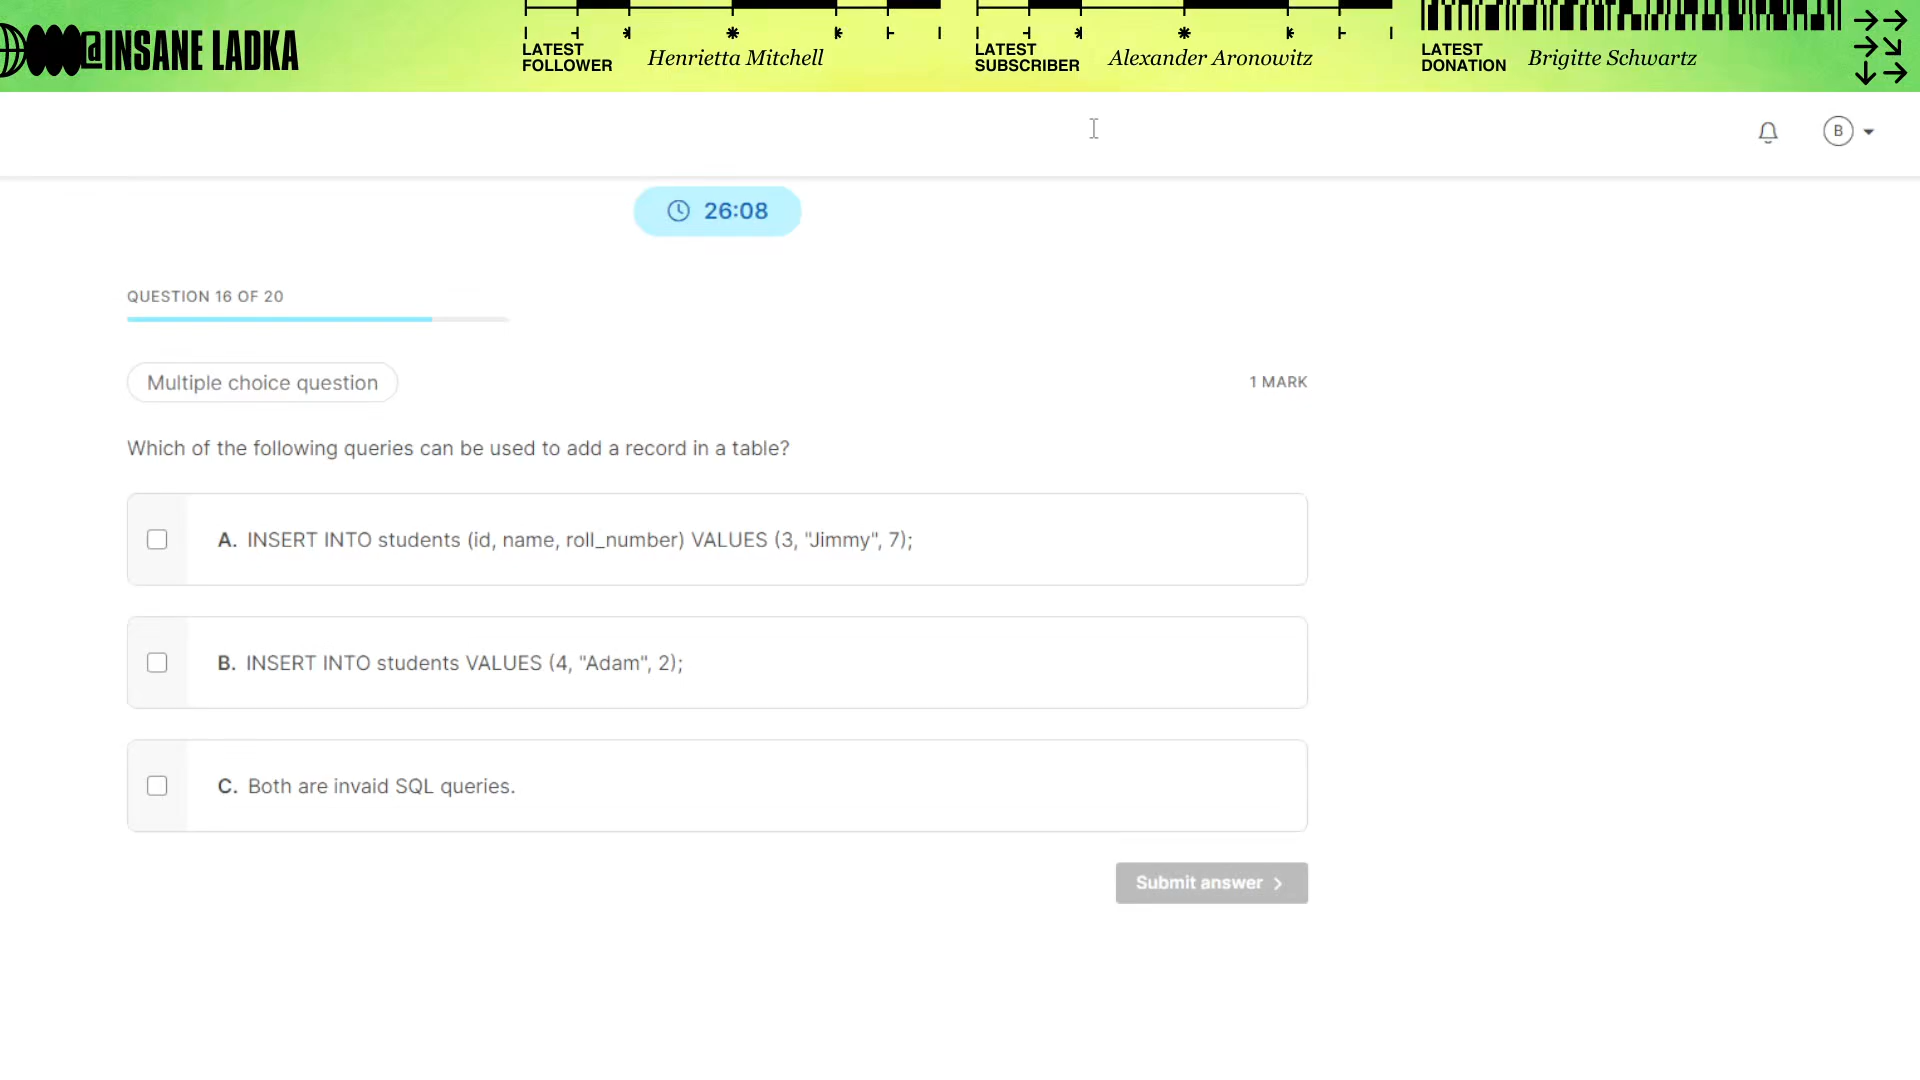 @INSANE LADKA
LATEST
FOLLOWER
Henrietta Mitchell
LATEST
SUBSCRIBER
Alexander Aronowitz
LATEST
DONATION
Brigitte Schwartz
B
26:08
QUESTION 16 OF 20
Multiple choice question
1 MARK
Which of the following queries can be used to add a record in a table?
A. INSERT INTO students (id, name, roll_number) VALUES (3, "Jimmy", 7);
B. INSERT INTO students VALUES (4, "Adam", 2);
C. Both are invaid SQL queries.
Submit answer